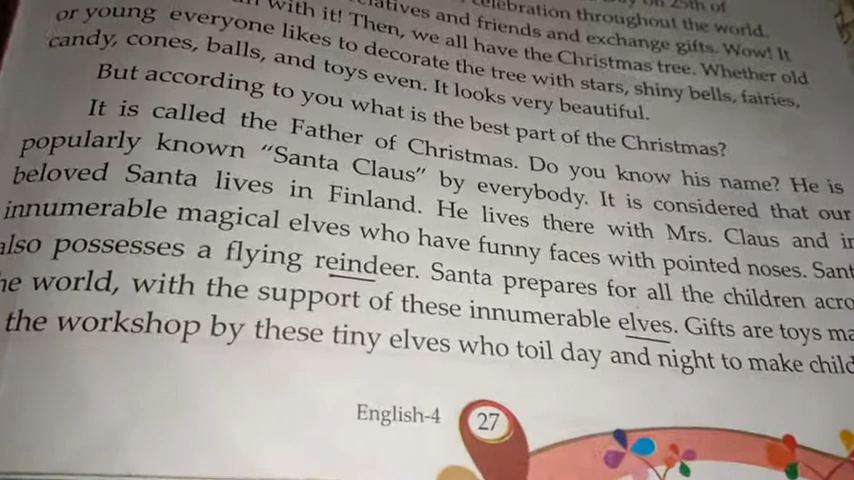 celebration throughout the world.
relatives and friends and exchange gifts. Wow! It
with it! Then, we all have the Christmas tree. Whether old
or young everyone likes to decorate the tree with stars, shiny bells, fairies,
candy, cones, balls, and toys even. It looks very beautiful.
But according to you what is the best part of the Christmas?
It is called the Father of Christmas. Do you know his name? He is
popularly known "Santa Claus" by everybody. It is considered that our
beloved Santa lives in Finland. He lives there with Mrs. Claus and in
innumerable magical elves who have funny faces with pointed noses. Sant
also possesses a flying reindeer. Santa prepares for all the children acro
he world, with the support of these innumerable elves. Gifts are toys ma
the workshop by these tiny elves who toil day and night to make child
English-4 27